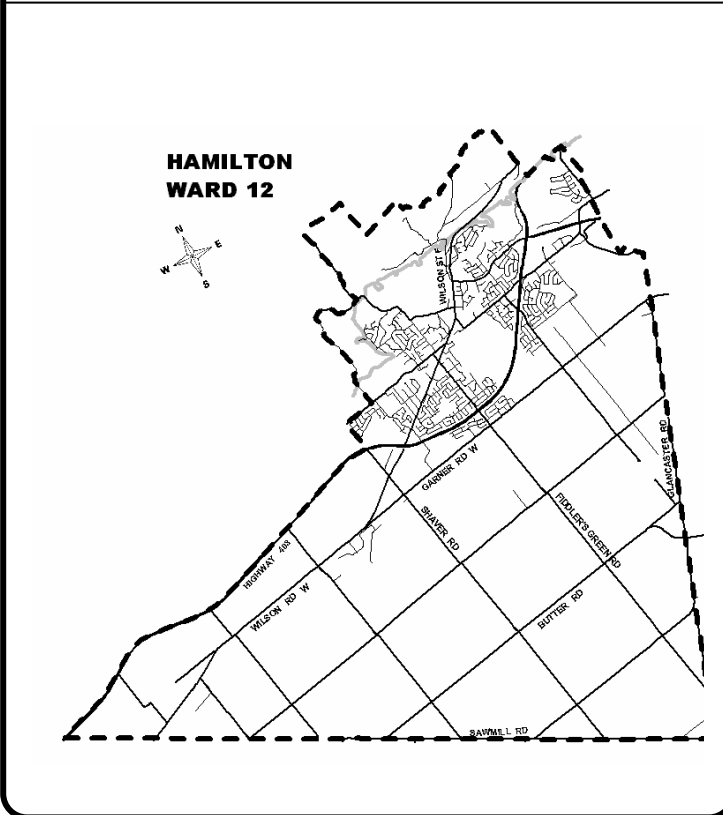 HAMILTON
WARD 12
N
E
W
S
WILSON ST E
GLANCASTER RD
GARNER RD W
SHAVER RD
FIDDLER'S GREEN RD
HIGHWAY 403
WILSON RD W
BUTTER RD
SAWMILL RD